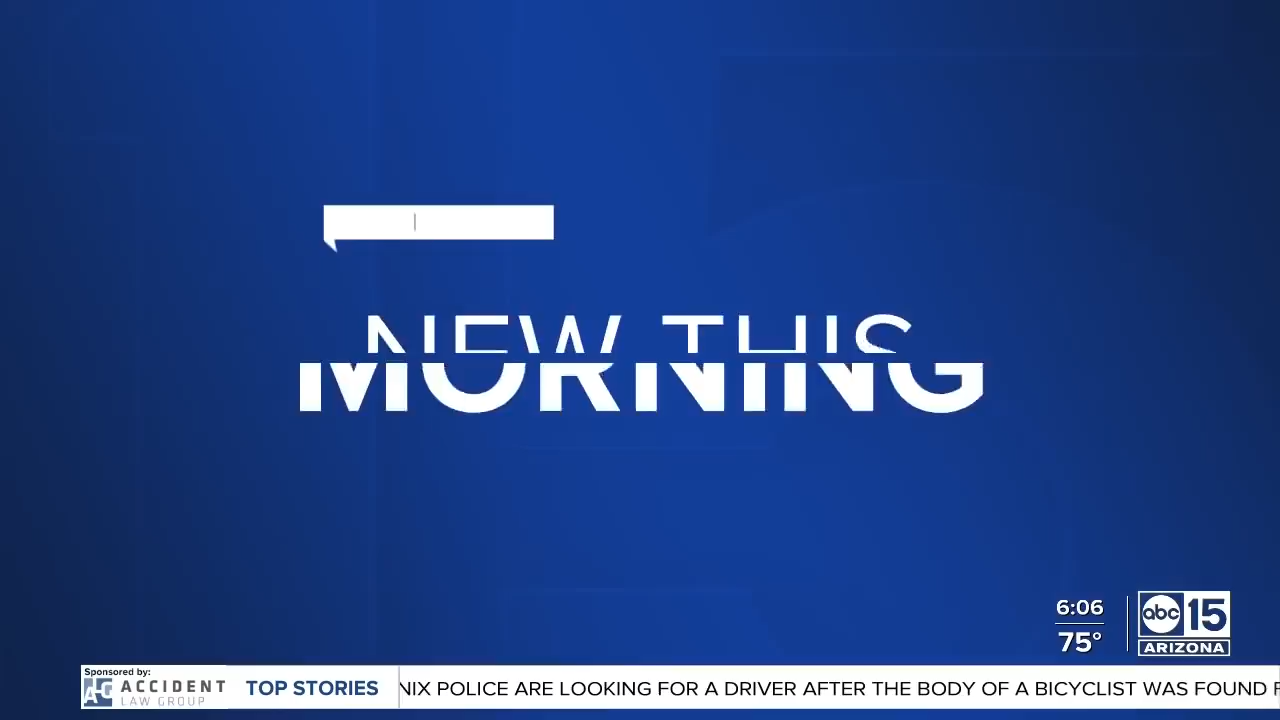 NEW THIS
MORNING
6:06
75°
abc 15
ARIZONA
Sponsored by:
ACCIDENT
LAW GROUP
TOP STORIES
NIX POLICE ARE LOOKING FOR A DRIVER AFTER THE BODY OF A BICYCLIST WAS FOUND